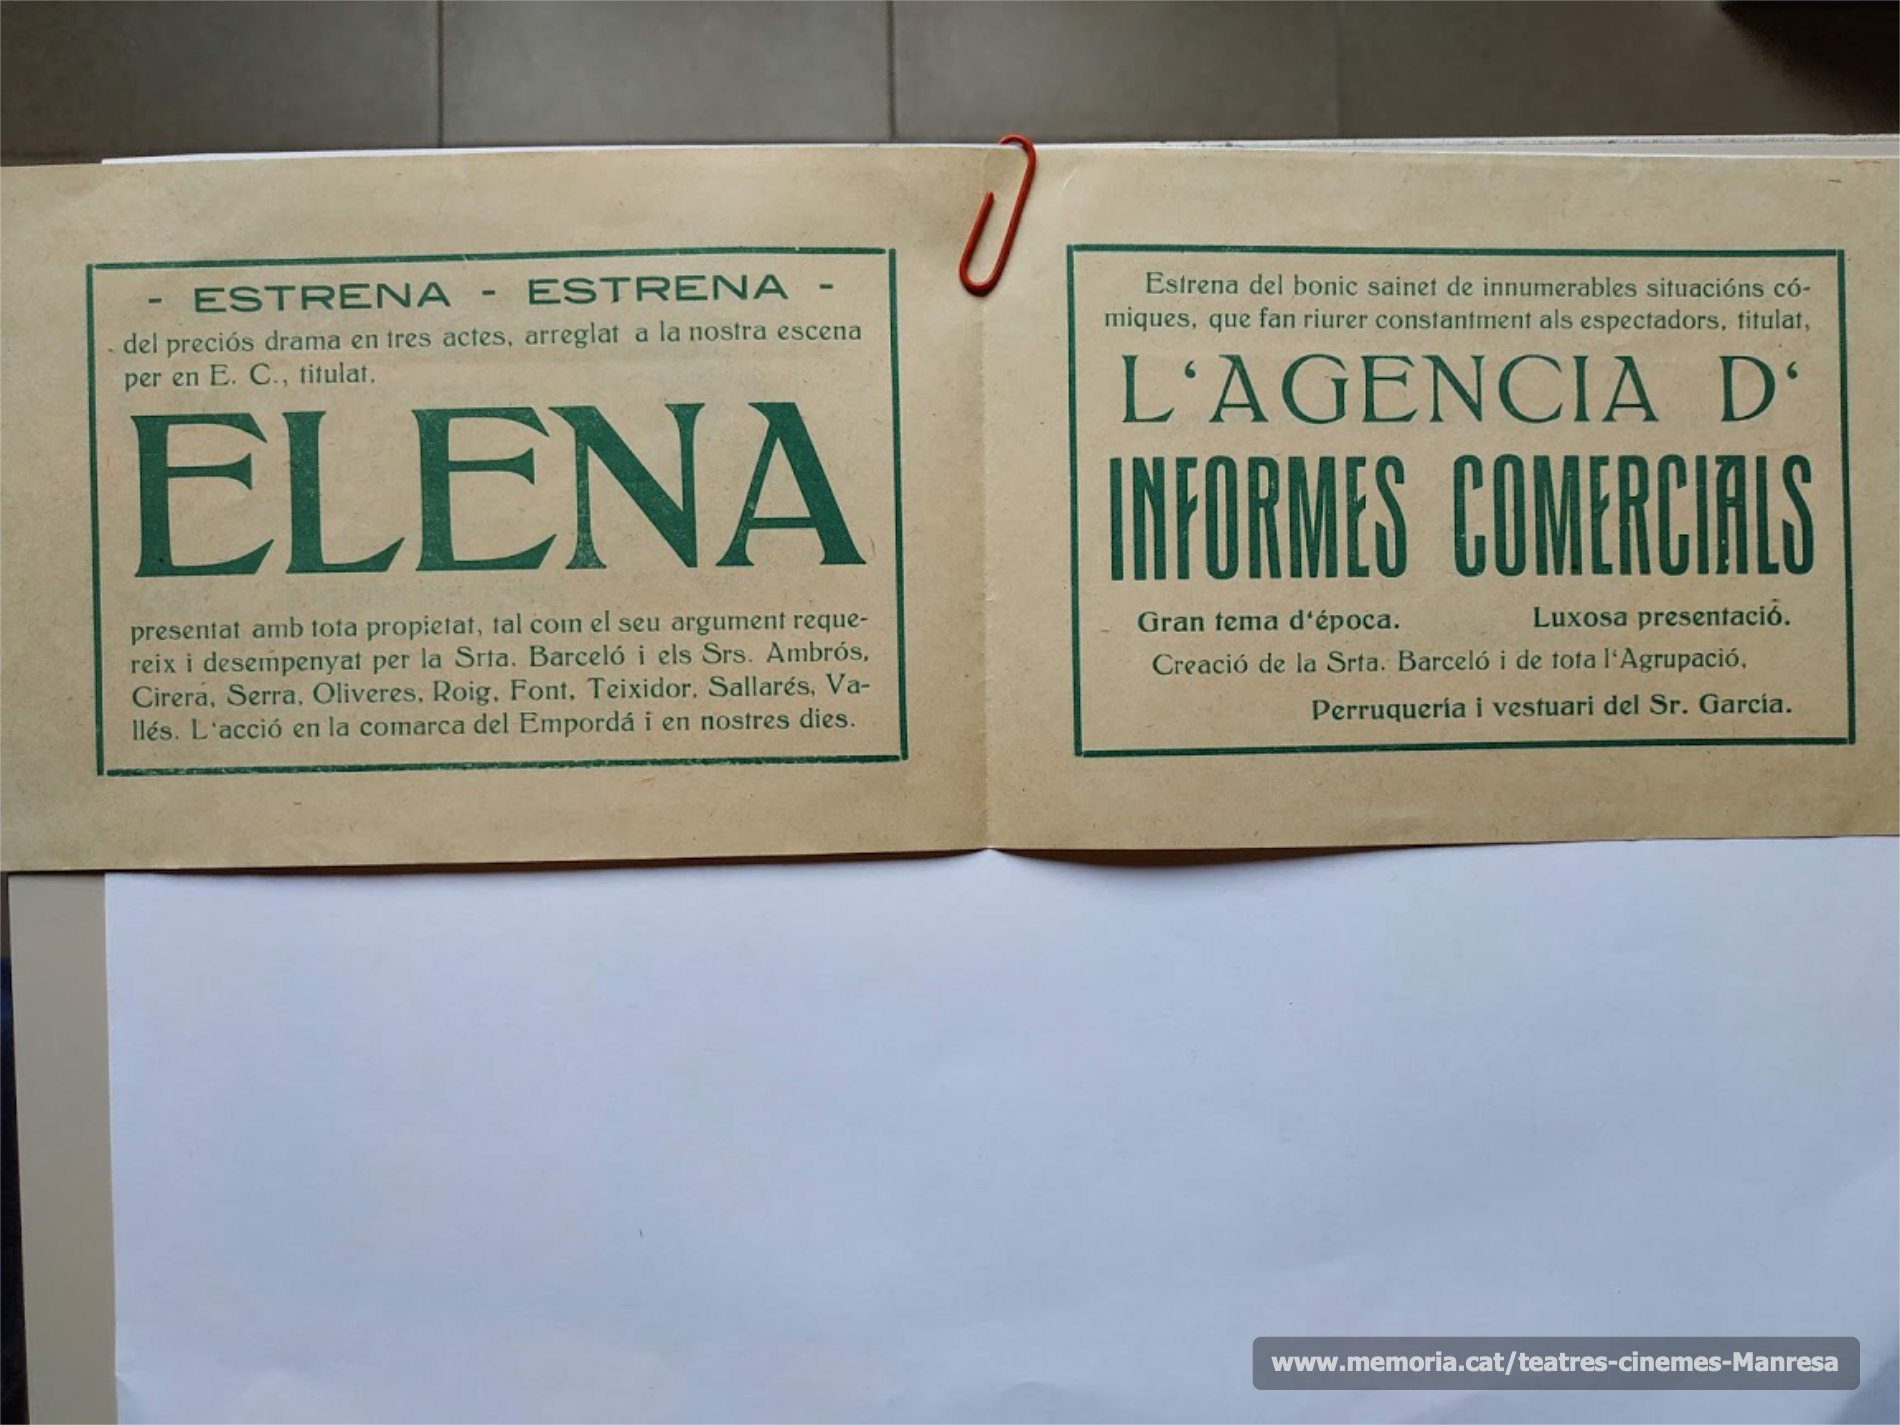 - ESTRENA - ESTRENA -
del preciós drama en tres actes, arreglat a la nostra escena
per en E. C., titulat,
ELENA
presentat amb tota propietat, tal com el seu argument reque-
reix i desempenyat per la Srta. Barceló i els Srs. Ambrós,
Cirera, Serra, Oliveres, Roig, Font, Teixidor, Sallarés, Va-
llés. L'acció en la comarca del Empordá i en nostres dies.
Estrena del bonic sainet de innumerables situacións có-
miques, que fan riurer constantment als espectadors, titulat,
L'AGENCIA D'
INFORMES COMERCIALS
Gran tema d'época. Luxosa presentació.
Creació de la Srta. Barceló i de tota l'Agrupació,
Perruquería i vestuari del Sr. García.
www.memoria.cat/teatres-cinemes-Manresa